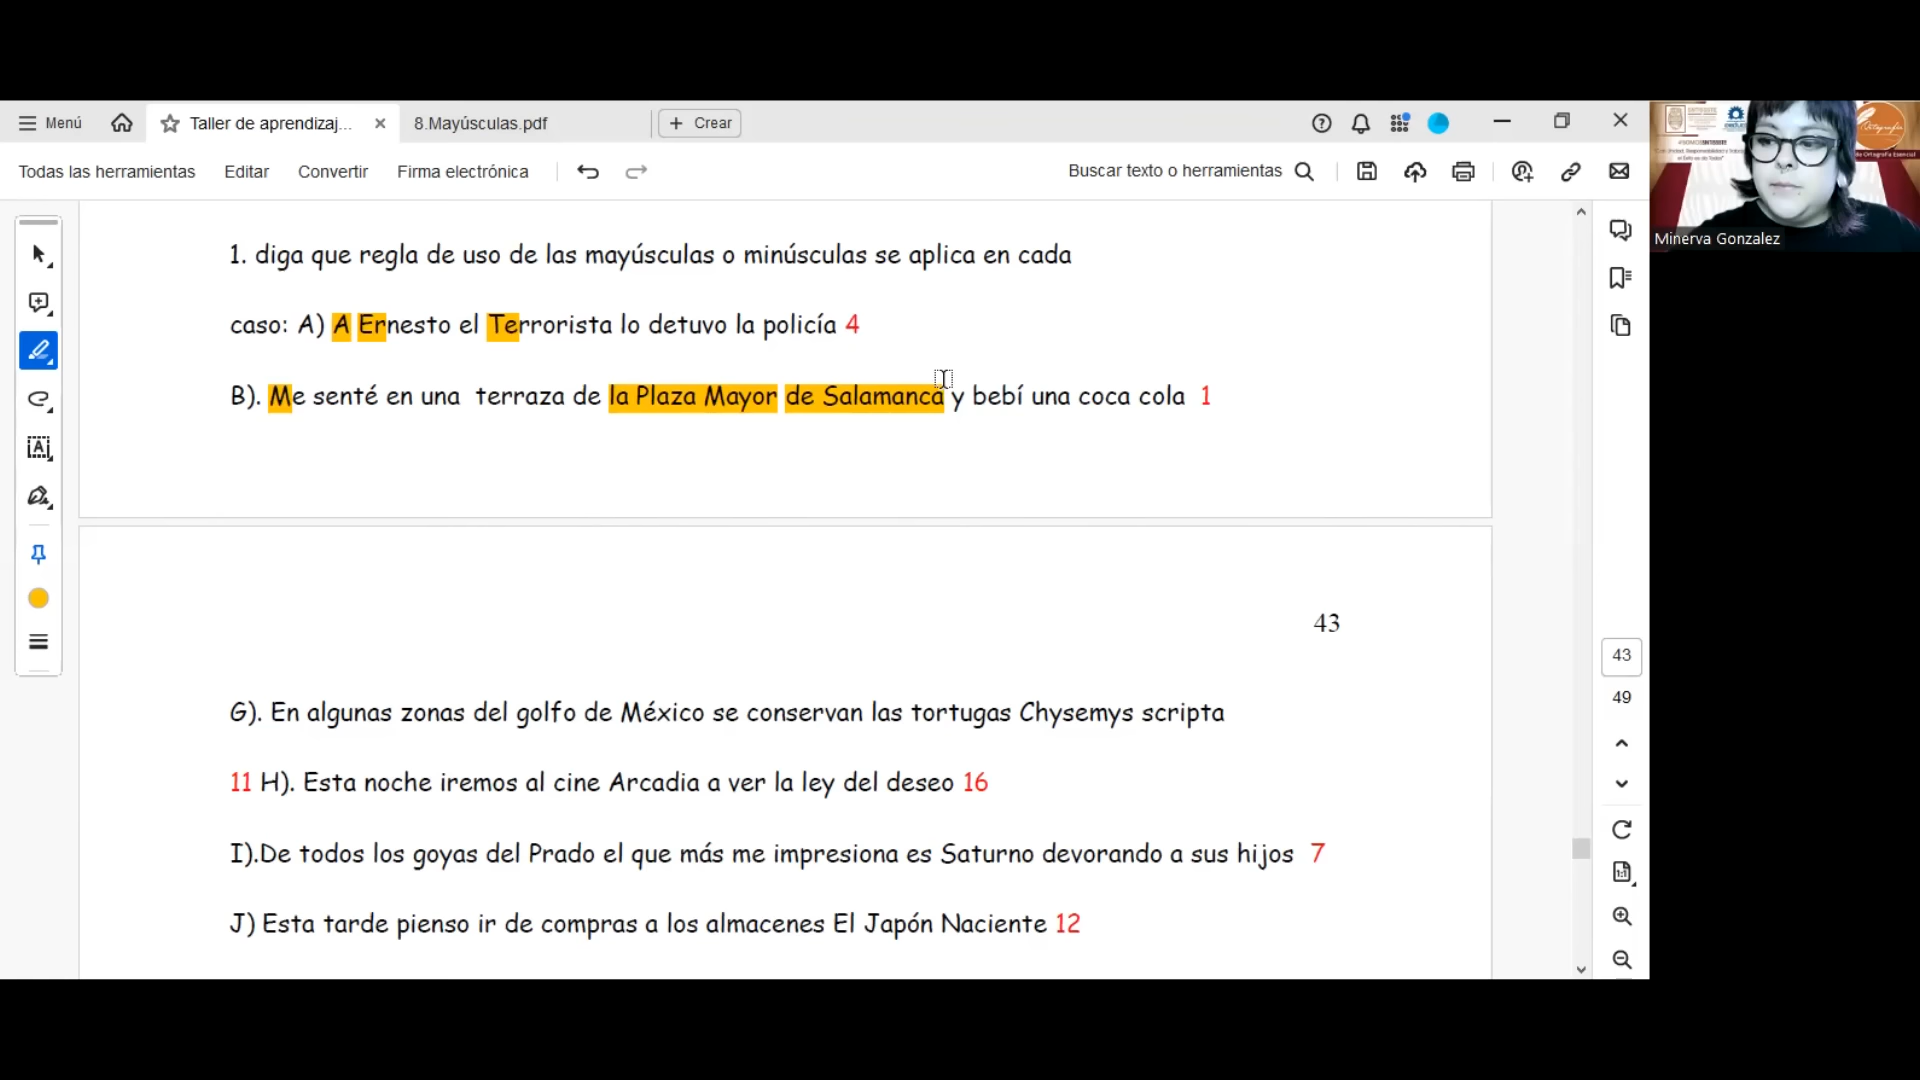 Menú
Taller de aprendizaj...
8.Mayúsculas.pdf
Crear
Todas las herramientas
Editar
Convertir
Firma electrónica
Buscar texto o herramientas
1. diga que regla de uso de las mayúsculas o minúsculas se aplica en cada
caso: A) A Ernesto el Terrorista lo detuvo la policía 4
B). Me senté en una terraza de la Plaza Mayor de Salamanca y bebí una coca cola 1
43
G). En algunas zonas del golfo de México se conservan las tortugas Chysemys scripta
11 H). Esta noche iremos al cine Arcadia a ver la ley del deseo 16
I).De todos los goyas del Prado el que más me impresiona es Saturno devorando a sus hijos 7
J) Esta tarde pienso ir de compras a los almacenes El Japón Naciente 12
43
49
1:1
Minerva Gonzalez